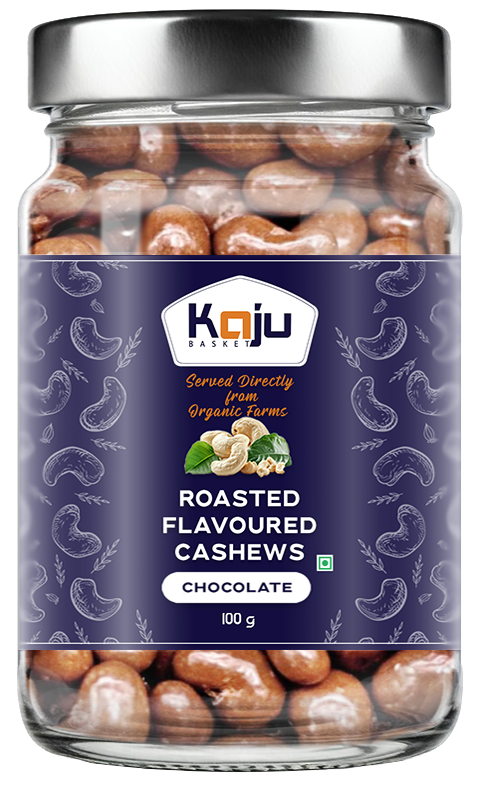 Kaju
BASKET
Served Directly
from
Organic Farms
ROASTED
FLAVOURED
CASHEWS
CHOCOLATE
100 g